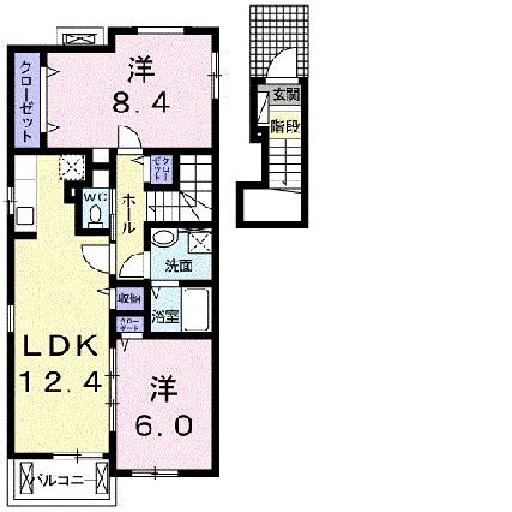 クローゼット
洋
8.4
玄関
階段
WC
ホール
クローゼット
洗面
収納
浴室
クローゼット
LDK
12.4
洋
6.0
バルコニー